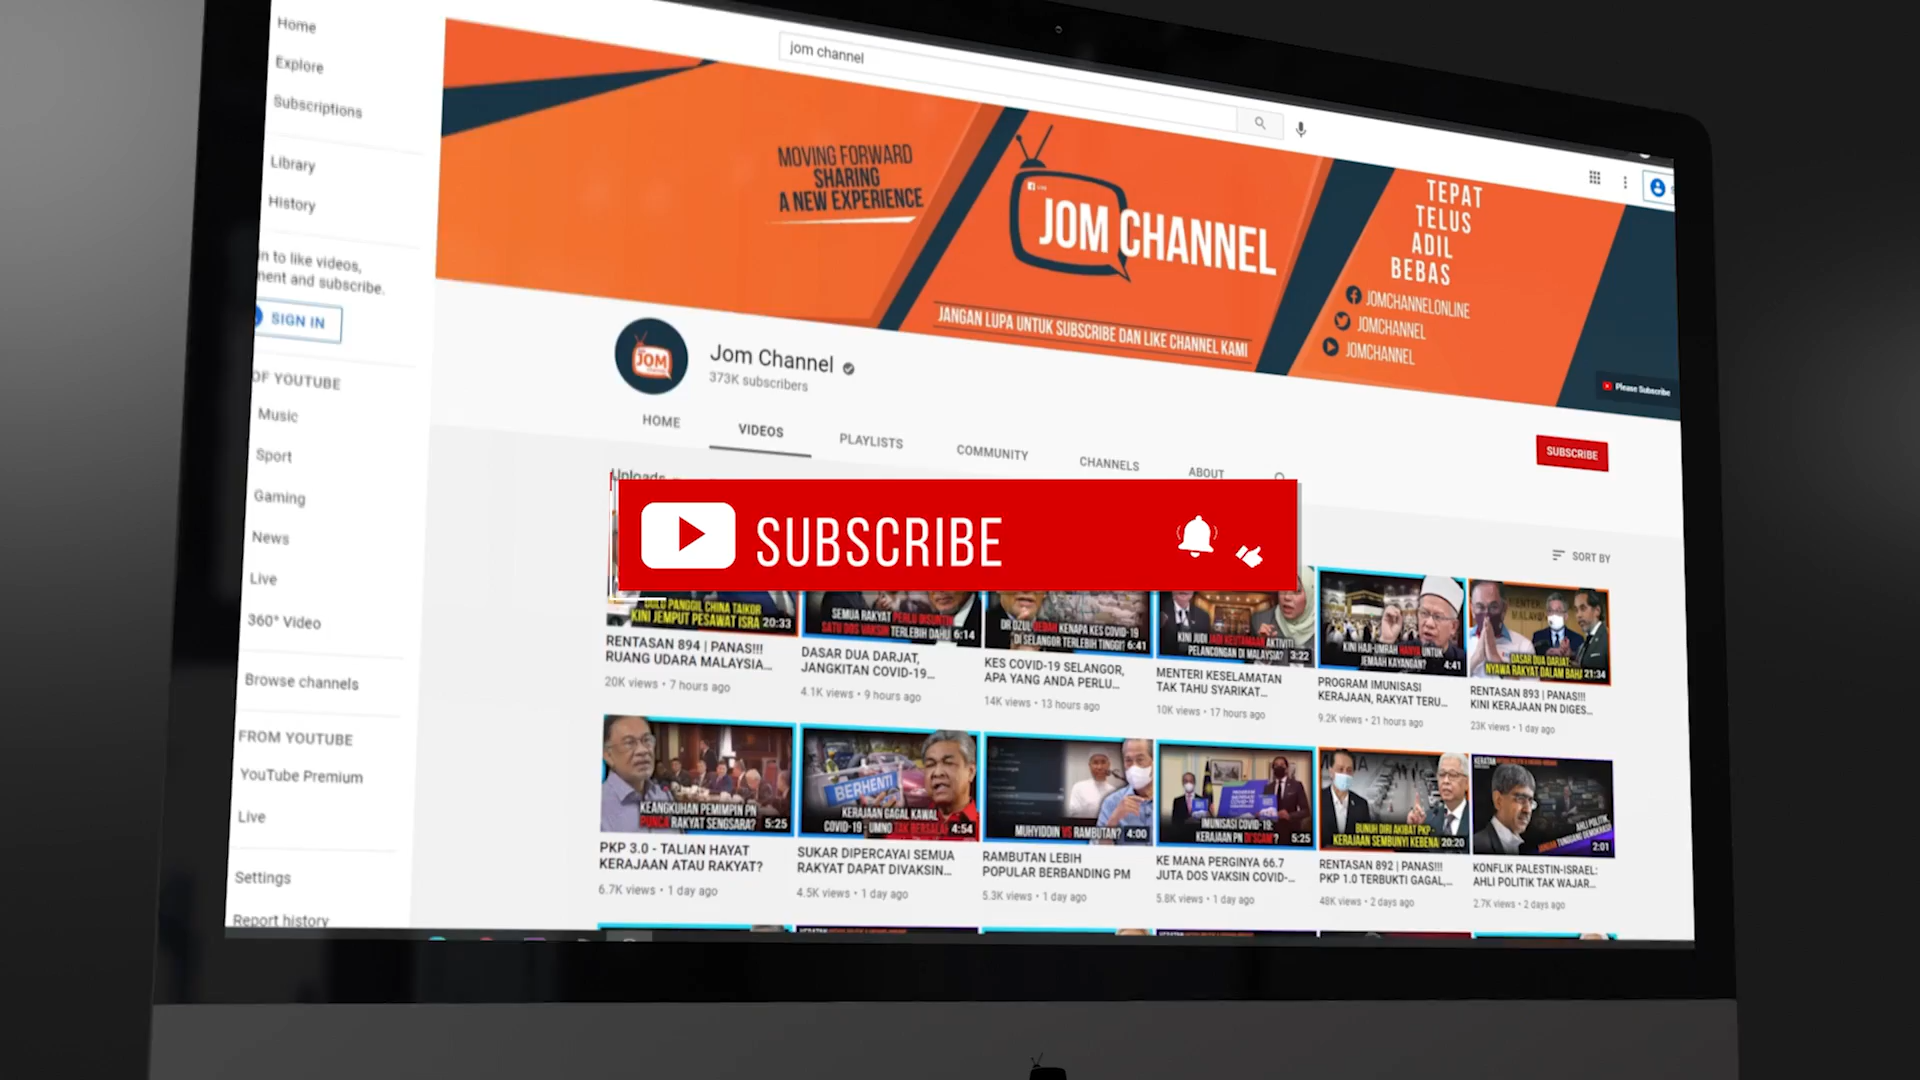 Home
Explore
Subscriptions
Library
History
n to like videos,
ment and subscribe.
SIGN IN
OF YOUTUBE
Music
Sport
Gaming
News
Live
360° Video
Browse channels
FROM YOUTUBE
YouTube Premium
Live
Settings
Report history
jom channel
MOVING FORWARD
SHARING
A NEW EXPERIENCE
JOM CHANNEL
JANGAN LUPA UNTUK SUBSCRIBE DAN LIKE CHANNEL KAMI
TEPAT
TELUS
ADIL
BEBAS
JOMCHANNELONLINE
JOMCHANNEL
JOMCHANNEL
Please Subscribe
JOM
Jom Channel
373K subscribers
SUBSCRIBE
HOME
VIDEOS
PLAYLISTS
COMMUNITY
CHANNELS
ABOUT
Uploads
SUBSCRIBE
SORT BY
DULU PANGGIL CHINA TAIKOR
KINI JEMPUT PESAWAT ISRA
20:33
RENTASAN 894 | PANAS!!!
RUANG UDARA MALAYSIA...
20K views • 7 hours ago
SEMUA RAKYAT PERLU DISUNTIK
SATU DOS VAKSIN TERLEBIH DAHU
6:14
DASAR DUA DARJAT,
JANGKITAN COVID-19...
4.1K views • 9 hours ago
DR DZUL DEDAH KENAPA KES COVID-19
DI SELANGOR TERLEBIH TINGGI?
6:41
KES COVID-19 SELANGOR,
APA YANG ANDA PERLU...
14K views • 13 hours ago
KINI JUDI JADI KEUTAMAAN AKTIVITI
PELANCONGAN DI MALAYSIA?
3:22
MENTERI KESELAMATAN
TAK TAHU SYARIKAT...
10K views • 17 hours ago
KINI HAJI-UMRAH HANYA UNTUK
JEMAAH KAYANGAN?
4:41
PROGRAM IMUNISASI
KERAJAAN, RAKYAT TERU...
9.2K views • 21 hours ago
DASAR DUA DARJAT,
NYAWA RAKYAT DALAM BAHA
21:34
RENTASAN 893 | PANAS!!!
KINI KERAJAAN PN DIGES...
23K views • 1 day ago
KEANGKUHAN PEMIMPIN PN
PUNCA RAKYAT SENGSARA?
5:25
PKP 3.0 - TALIAN HAYAT
KERAJAAN ATAU RAKYAT?
6.7K views • 1 day ago
BERHENTI
KERAJAAN GAGAL KAWAL
COVID-19 - UMNO TAK BERSALAH
4:54
SUKAR DIPERCAYAI SEMUA
RAKYAT DAPAT DIVAKSIN...
4.5K views • 1 day ago
MUHYIDDIN VS RAMBUTAN?
4:00
RAMBUTAN LEBIH
POPULAR BERBANDING PM
5.3K views • 1 day ago
IMUNISASI COVID-19:
KERAJAAN PN DI'SCAM'?
5:25
KE MANA PERGINYA 66.7
JUTA DOS VAKSIN COVID-...
5.8K views • 1 day ago
BUNUH DIRI AKIBAT PKP -
KERAJAAN SEMBUNYI KEBENA
20:20
RENTASAN 892 | PANAS!!!
PKP 1.0 TERBUKTI GAGAL,...
48K views • 2 days ago
KERATAN
AHLI POLITIK,
JANGAN TUNGGANG DEMOKRASI
2:01
KONFLIK PALESTIN-ISRAEL:
AHLI POLITIK TAK WAJAR...
2.7K views • 2 days ago